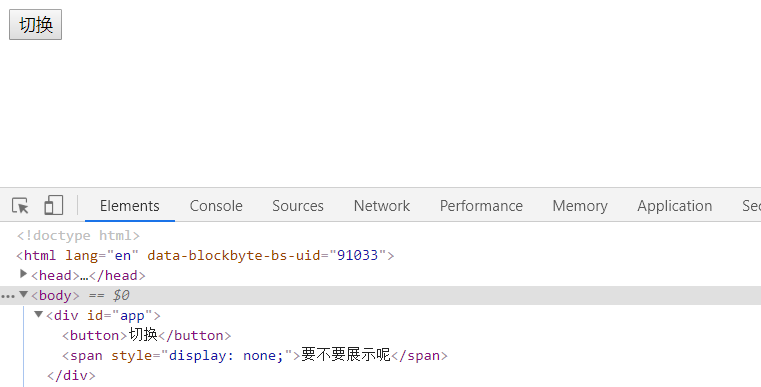 切换
Elements Console Sources Network Performance Memory Application Sec
<!doctype html>
<html lang="en" data-blockbyte-bs-uid="91033">
<head>…</head>
<body> == $0
<div id="app">
<button>切换</button>
<span style="display: none;">要不要展示呢</span>
</div>